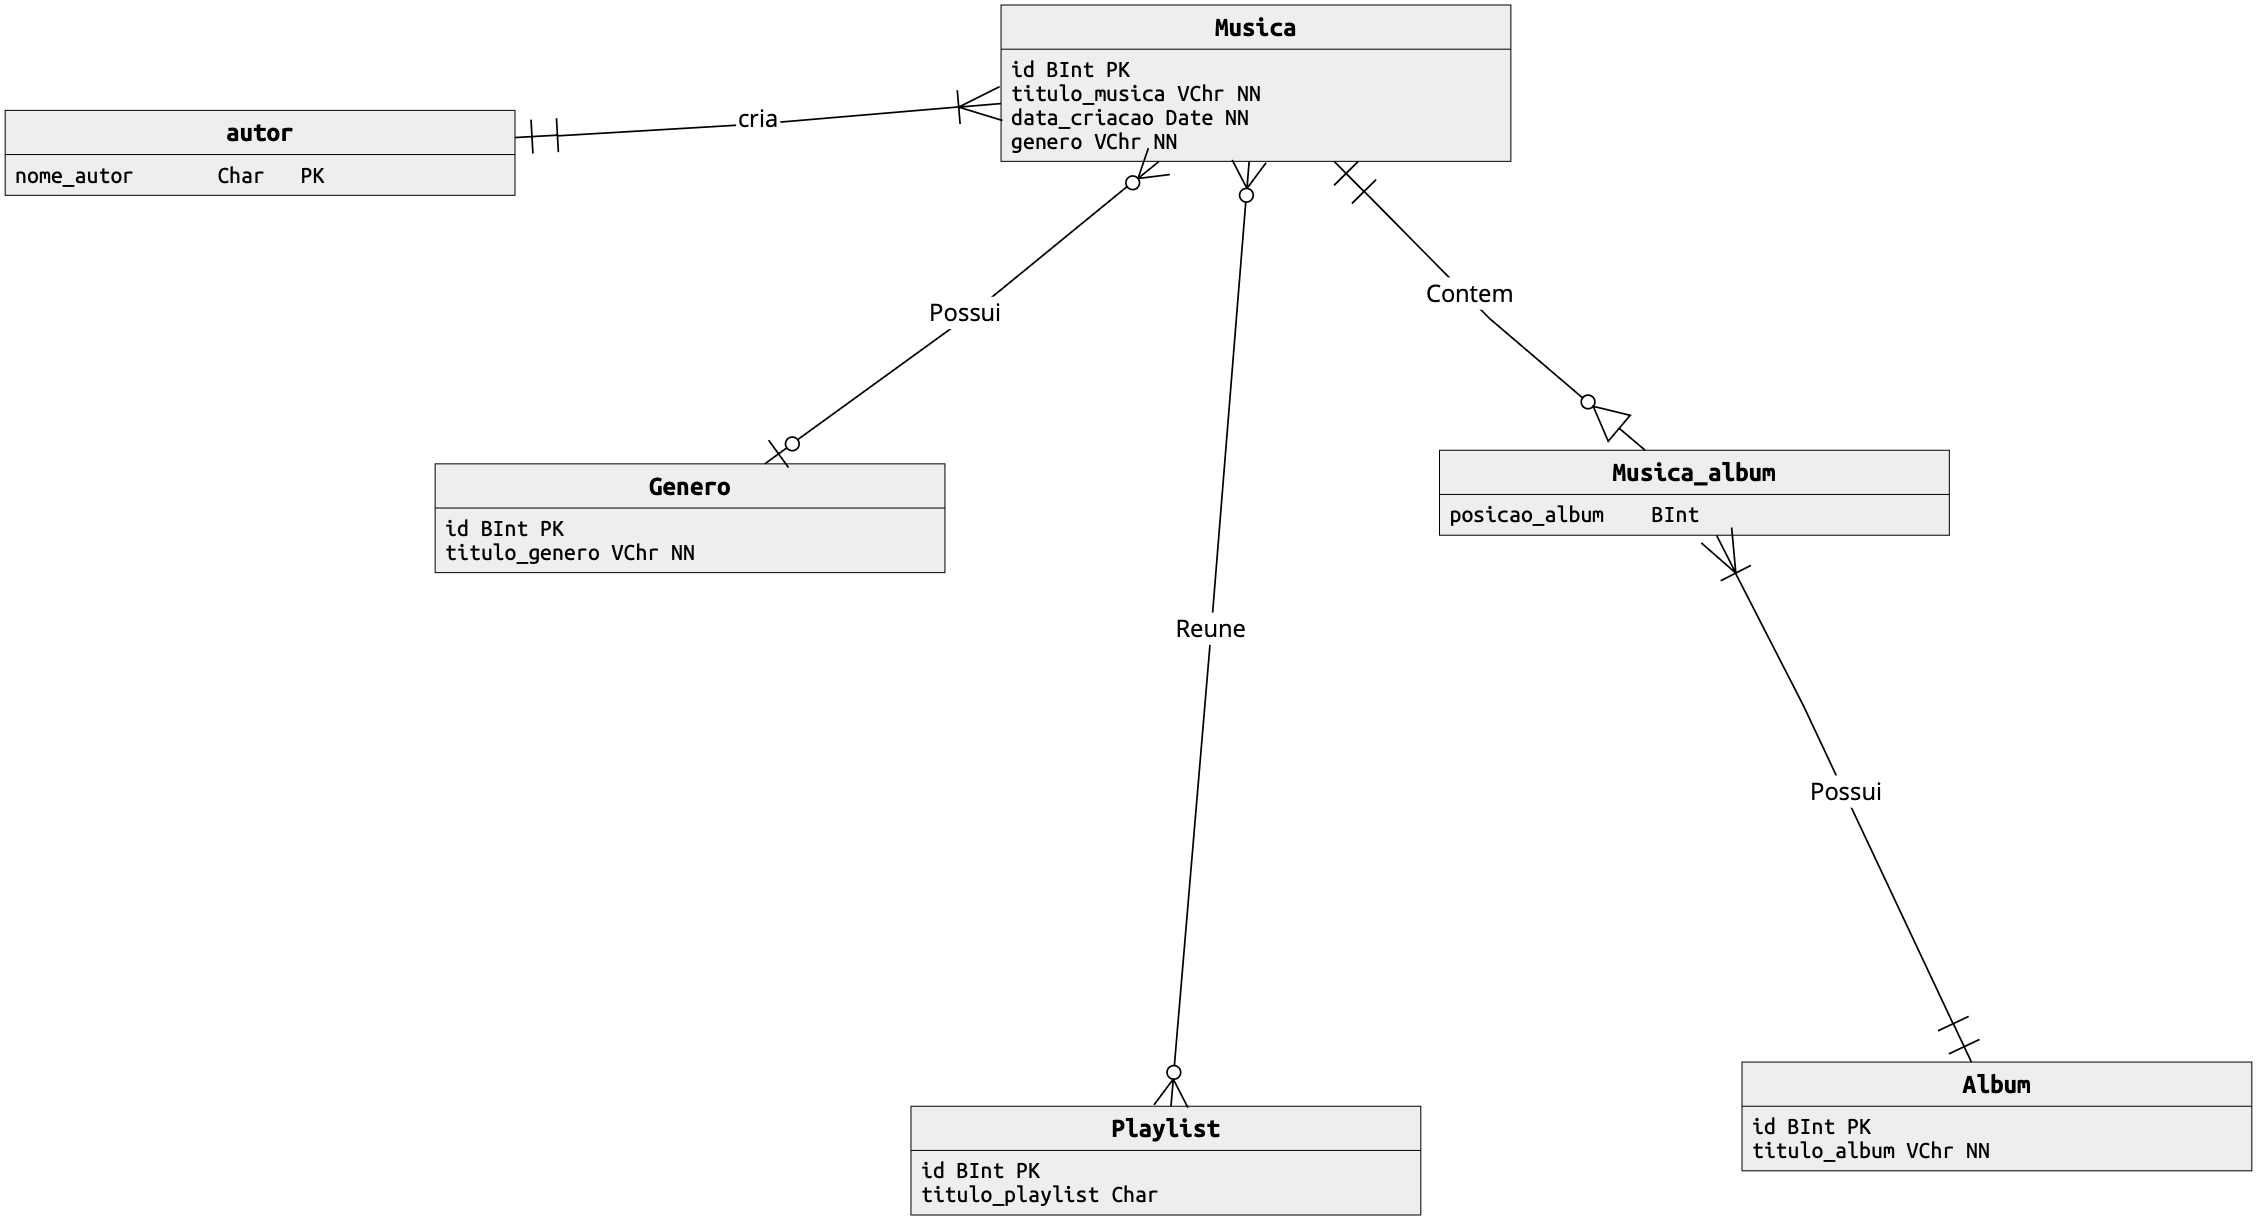 Musica
id BInt PK
titulo_musica VChr NN
data_criacao Date NN
genero VChr NN
cria
autor
nome_autor Char PK
Possui
Contem
Genero
id BInt PK
titulo_genero VChr NN
Musica_album
posicao_album BInt
Reune
Possui
Playlist
id BInt PK
titulo_playlist Char
Album
id BInt PK
titulo_album VChr NN